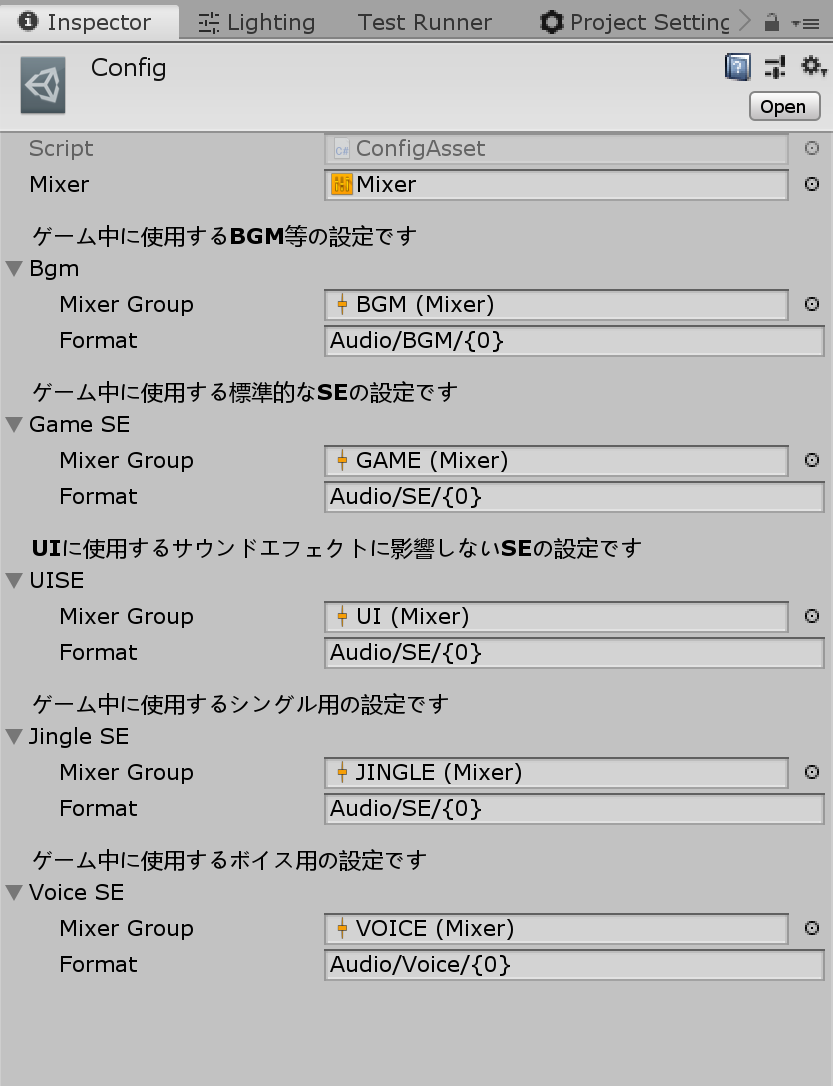 Inspector Lighting Test Runner Project Setting
Config
Open
Script C# ConfigAsset
Mixer Mixer
ゲーム中に使用するBGM等の設定です
Bgm
Mixer Group BGM (Mixer)
Format Audio/BGM/{0}
ゲーム中に使用する標準的なSEの設定です
Game SE
Mixer Group GAME (Mixer)
Format Audio/SE/{0}
UIに使用するサウンドエフェクトに影響しないSEの設定です
UISE
Mixer Group UI (Mixer)
Format Audio/SE/{0}
ゲーム中に使用するシングル用の設定です
Jingle SE
Mixer Group JINGLE (Mixer)
Format Audio/SE/{0}
ゲーム中に使用するボイス用の設定です
Voice SE
Mixer Group VOICE (Mixer)
Format Audio/Voice/{0}